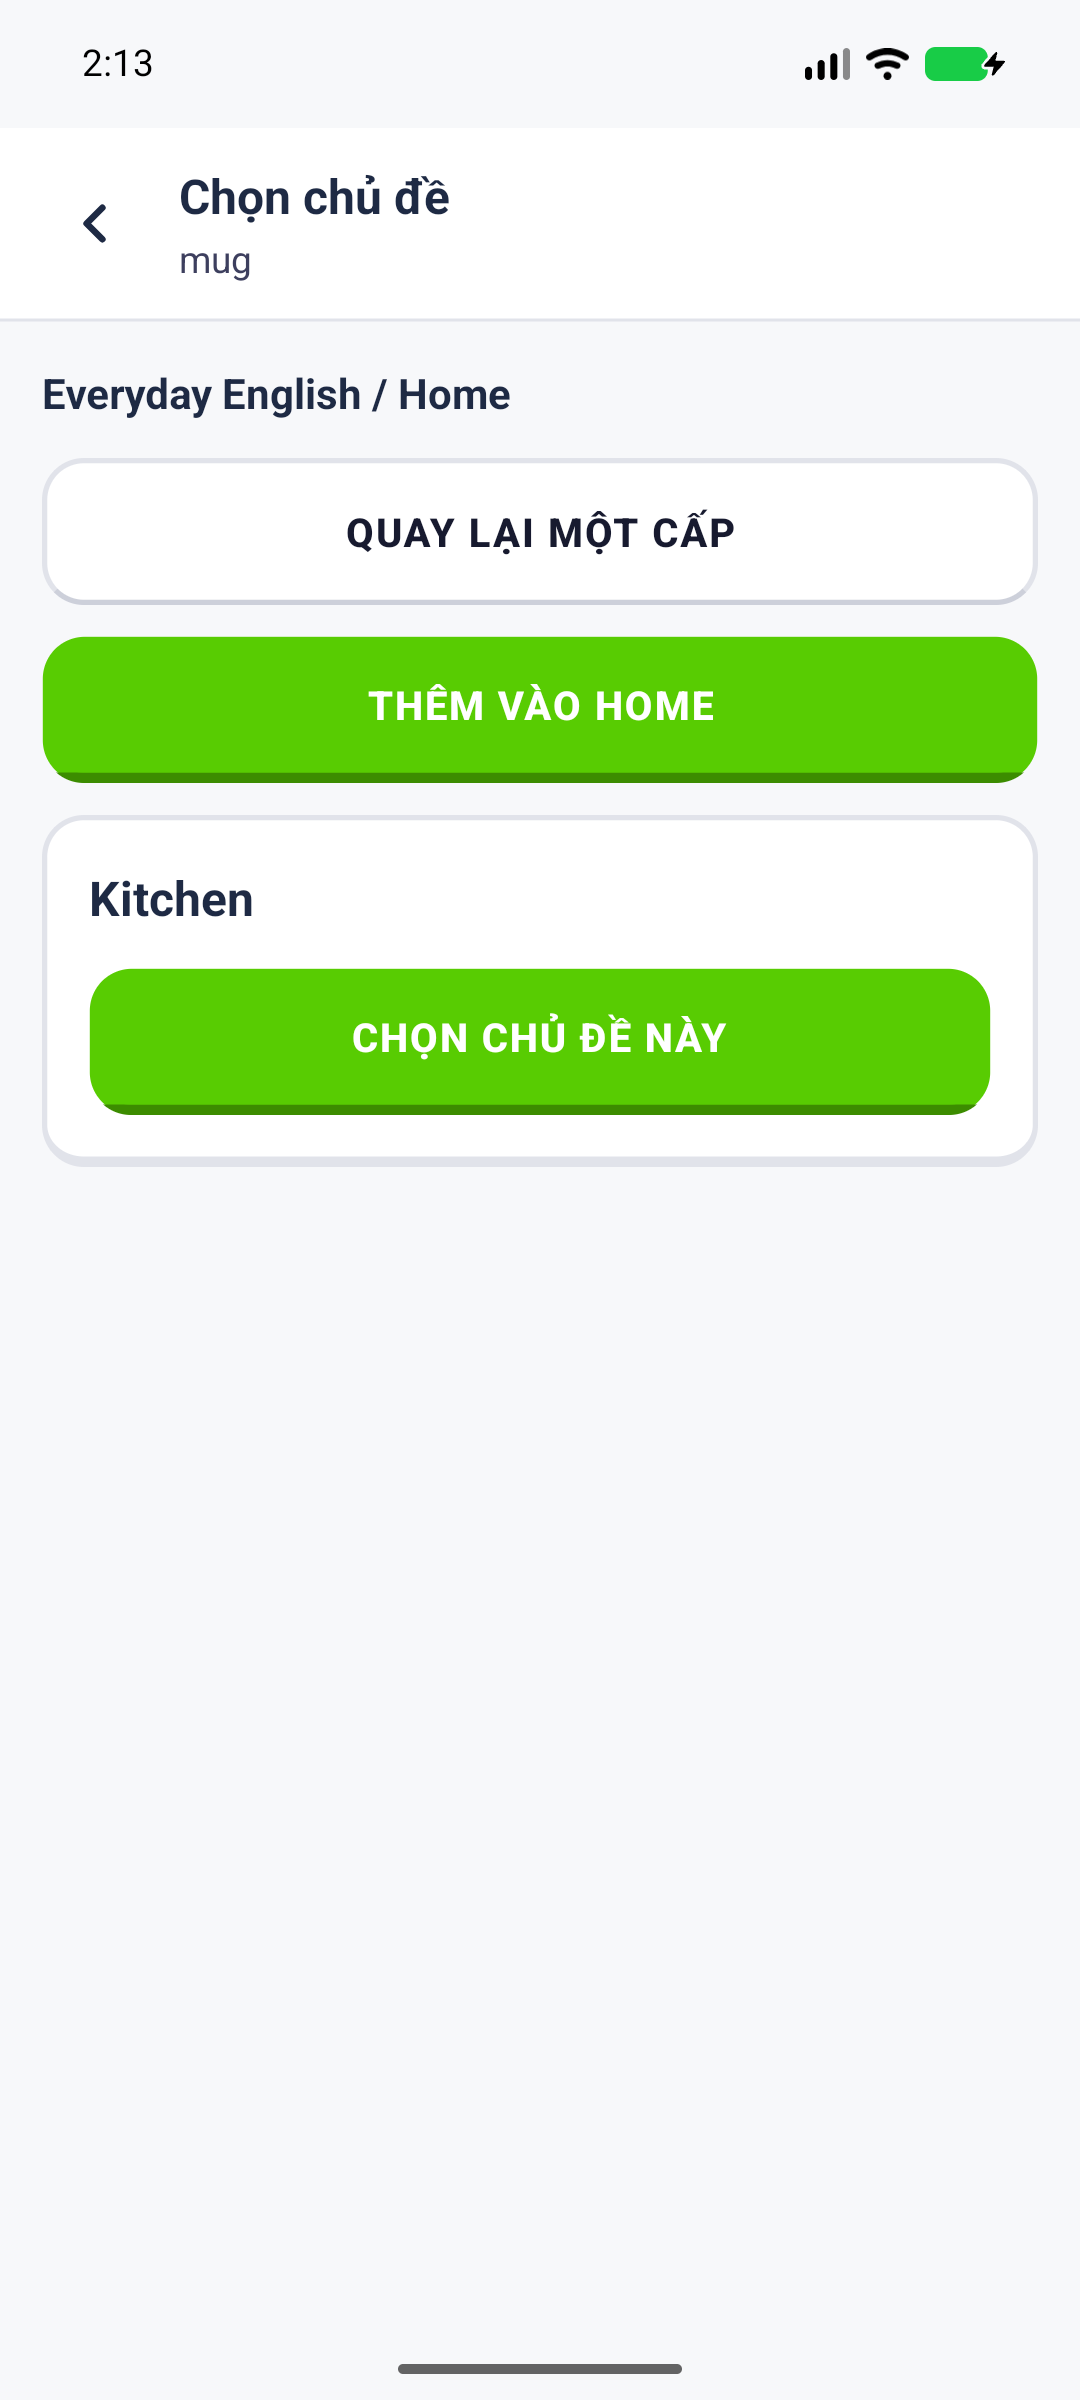 2:13
Chọn chủ đề
mug
Everyday English / Home
QUAY LẠI MỘT CẤP
THÊM VÀO HOME
Kitchen
CHỌN CHỦ ĐỀ NÀY